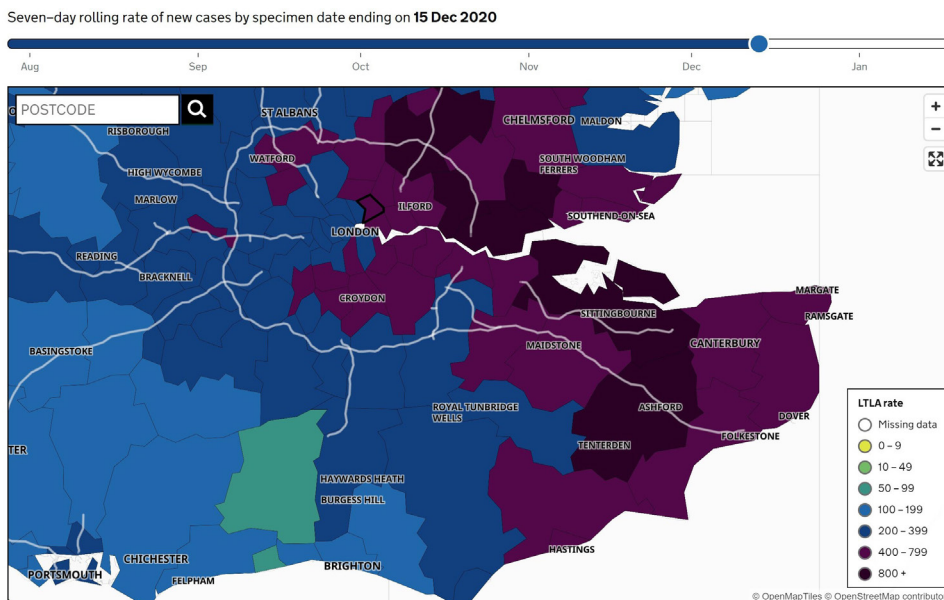 Seven–day rolling rate of new cases by specimen date ending on 15 Dec 2020
Aug Sep Oct Nov Dec Jan
POSTCODE
ST ALBANS
CHELMSFORD
MALDON
RISBOROUGH
WATFORD
SOUTH WOODHAM
FERRERS
HIGH WYCOMBE
MARLOW
ILFORD
SOUTHEND-ON-SEA
LONDON
READING
BRACKNELL
MARGATE
CROYDON
SITTINGBOURNE
RAMSGATE
BASINGSTOKE
MAIDSTONE
CANTERBURY
ROYAL TUNBRIDGE
WELLS
ASHFORD
DOVER
FOLKESTONE
TENTERDEN
TER
HAYWARDS HEATH
BURGESS HILL
HASTINGS
CHICHESTER
BRIGHTON
PORTSMOUTH
FELPHAM
LTLA rate
Missing data
0 – 9
10 – 49
50 – 99
100 – 199
200 – 399
400 – 799
800 +
© OpenMapTiles © OpenStreetMap contributo